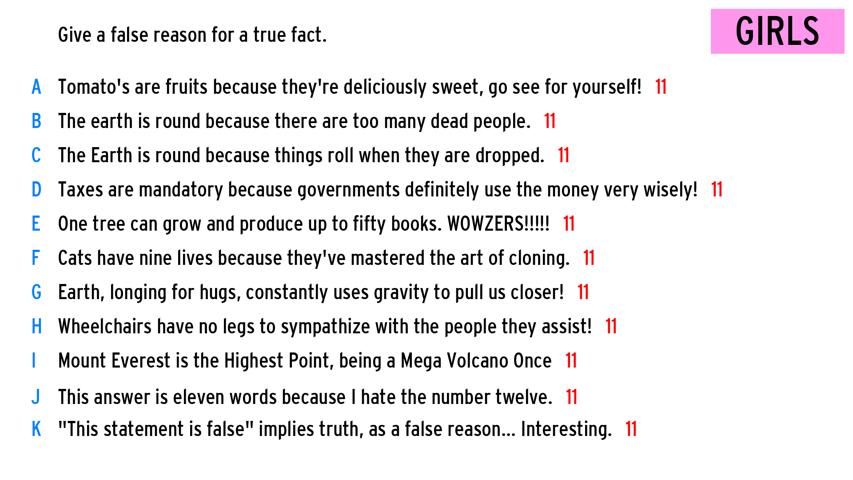 GIRLS
Give a false reason for a true fact.
A Tomato's are fruits because they're deliciously sweet, go see for yourself! 11
B The earth is round because there are too many dead people. 11
C The Earth is round because things roll when they are dropped. 11
D Taxes are mandatory because governments definitely use the money very wisely! 11
E One tree can grow and produce up to fifty books. WOWZERS!!!!! 11
F Cats have nine lives because they've mastered the art of cloning. 11
G Earth, longing for hugs, constantly uses gravity to pull us closer! 11
H Wheelchairs have no legs to sympathize with the people they assist! 11
I Mount Everest is the Highest Point, being a Mega Volcano Once 11
J This answer is eleven words because I hate the number twelve. 11
K "This statement is false" implies truth, as a false reason... Interesting. 11